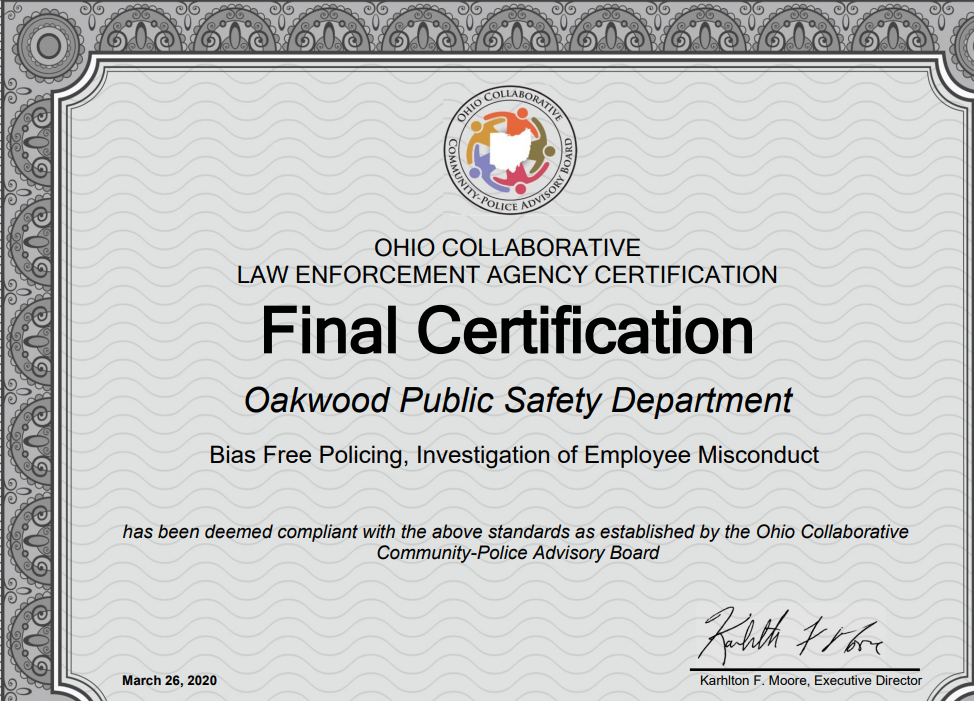 OHIO COLLABORATIVE
COMMUNITY-POLICE ADVISORY BOARD
OHIO COLLABORATIVE
LAW ENFORCEMENT AGENCY CERTIFICATION
Final Certification
Oakwood Public Safety Department
Bias Free Policing, Investigation of Employee Misconduct
has been deemed compliant with the above standards as established by the Ohio Collaborative
Community-Police Advisory Board
Karhlton F Moore
March 26, 2020
Karhlton F. Moore, Executive Director